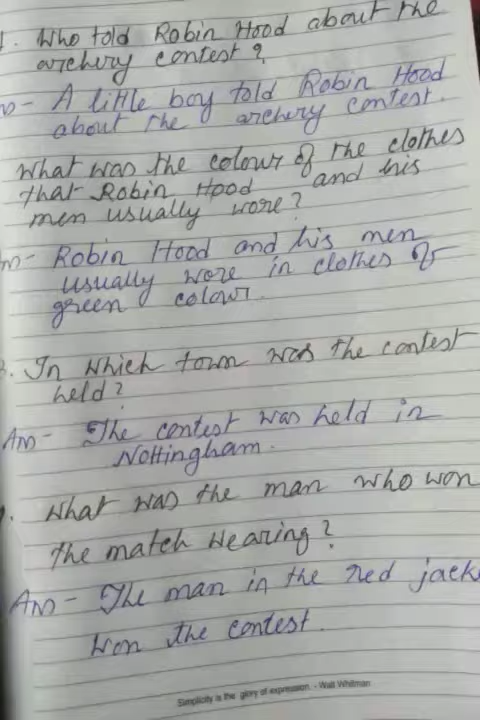 1. Who told Robin Hood about the
archery contest?
A little boy told Robin Hood
about the archery contest.
What was the colour of the clothes
that Robin Hood and his
men usually wore?
Robin Hood and his men
usually wore in clothes of
green colour.
3. In which town was the contest
held?
Ans- The contest was held in
Nottingham.
What was the man who won
the match wearing?
Ans- The man in the red jack
won the contest.
Simplicity is the glory of expression. - Walt Whitman